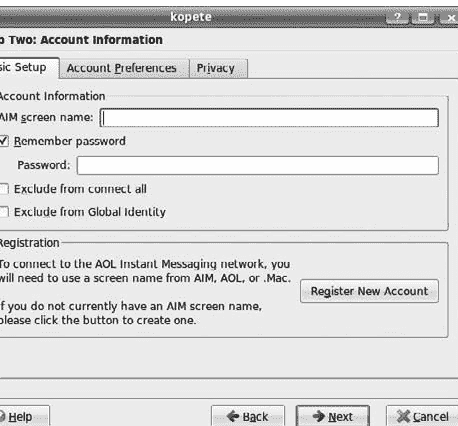 kopete
p Two: Account Information
sic Setup Account Preferences Privacy
Account Information
AIM screen name:
Remember password
Password:
Exclude from connect all
Exclude from Global Identity
Registration
To connect to the AOL Instant Messaging network, you
will need to use a screen name from AIM, AOL, or .Mac.
Register New Account
If you do not currently have an AIM screen name,
please click the button to create one.
Help Back Next Cancel